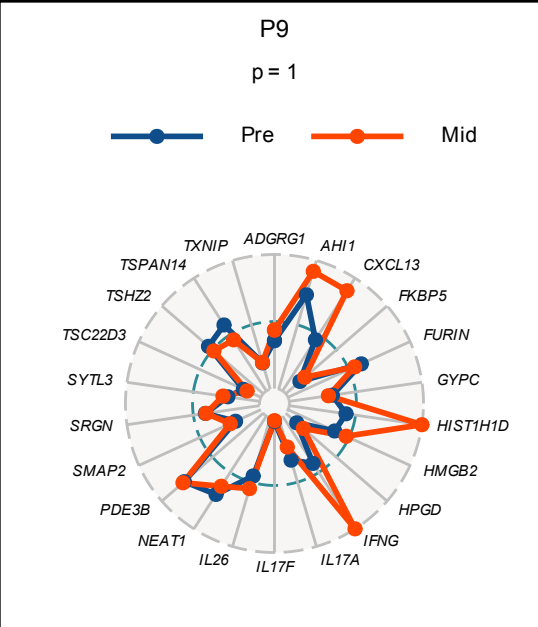 P9
p = 1
Pre Mid
ADGRG1
AHI1
CXCL13
FKBP5
FURIN
GYPC
HIST1H1D
HMGB2
HPGD
IFNG
IL17A
IL17F
IL26
NEAT1
PDE3B
SMAP2
SRGN
SYTL3
TSC22D3
TSHZ2
TSPAN14
TXNIP